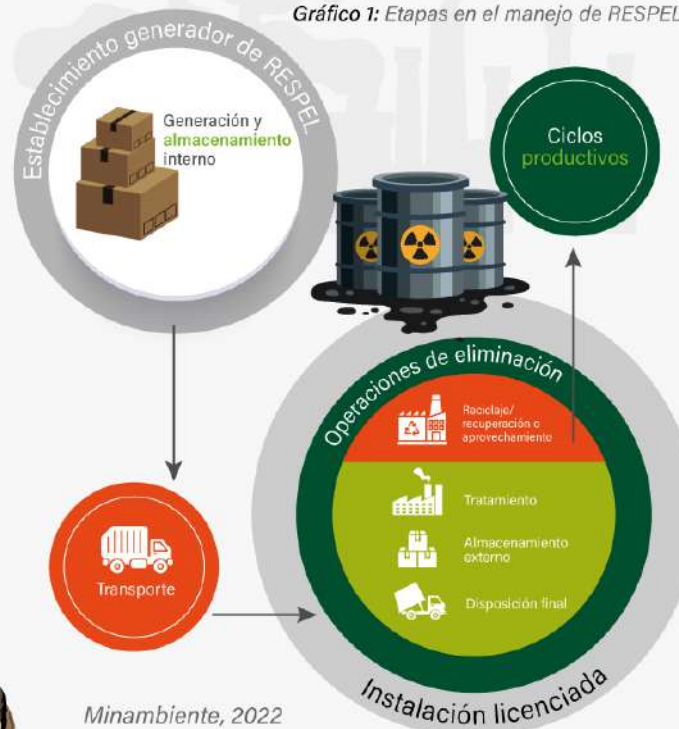 Gráfico 1: Etapas en el manejo de RESPEL
Establecimiento generador de RESPEL
Generación y
almacenamiento
interno
Ciclos
productivos
Operaciones de eliminación
Reciclaje/
recuperación o
aprovechamiento
Tratamiento
Almacenamiento
externo
Disposición final
Transporte
Instalación licenciada
Minambiente, 2022